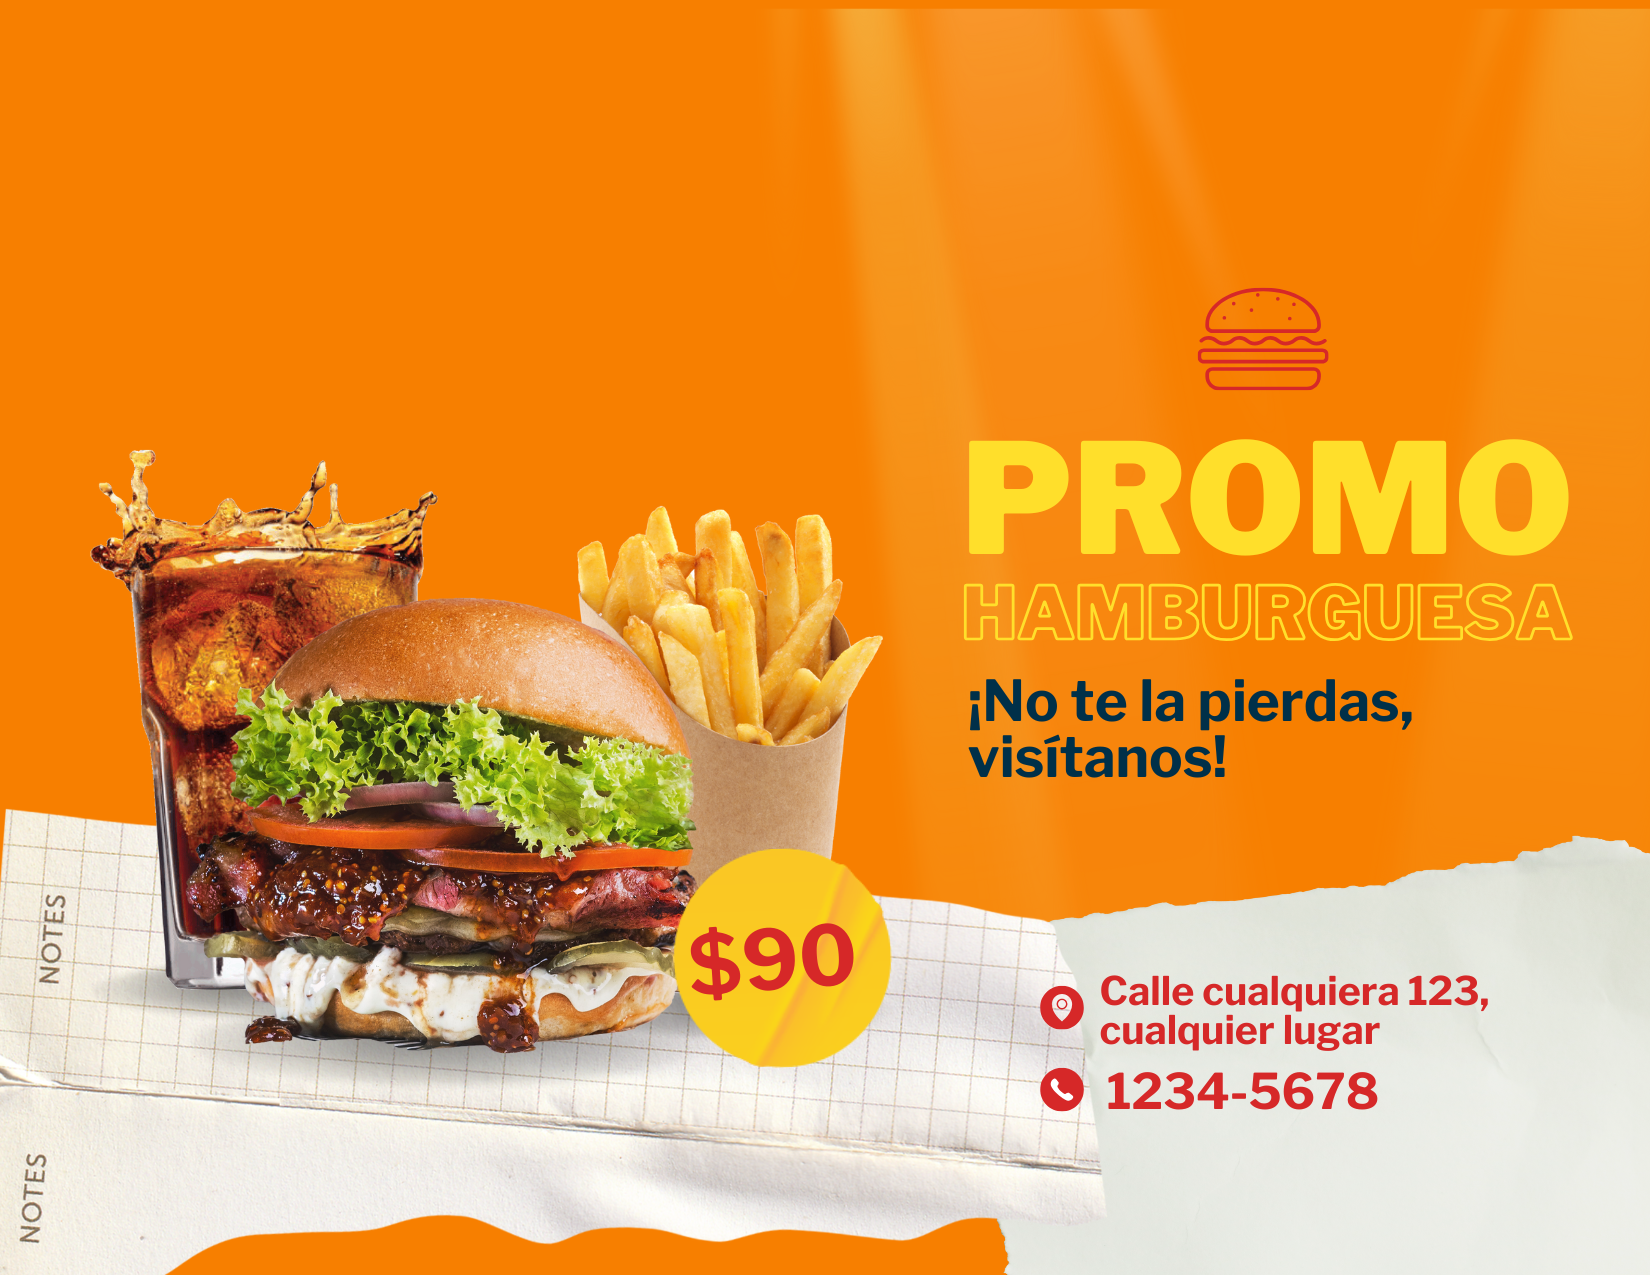 PROMO
HAMBURGUESA
¡No te la pierdas,
visítanos!
$90
Calle cualquiera 123,
cualquier lugar
1234-5678
NOTES
NOTES